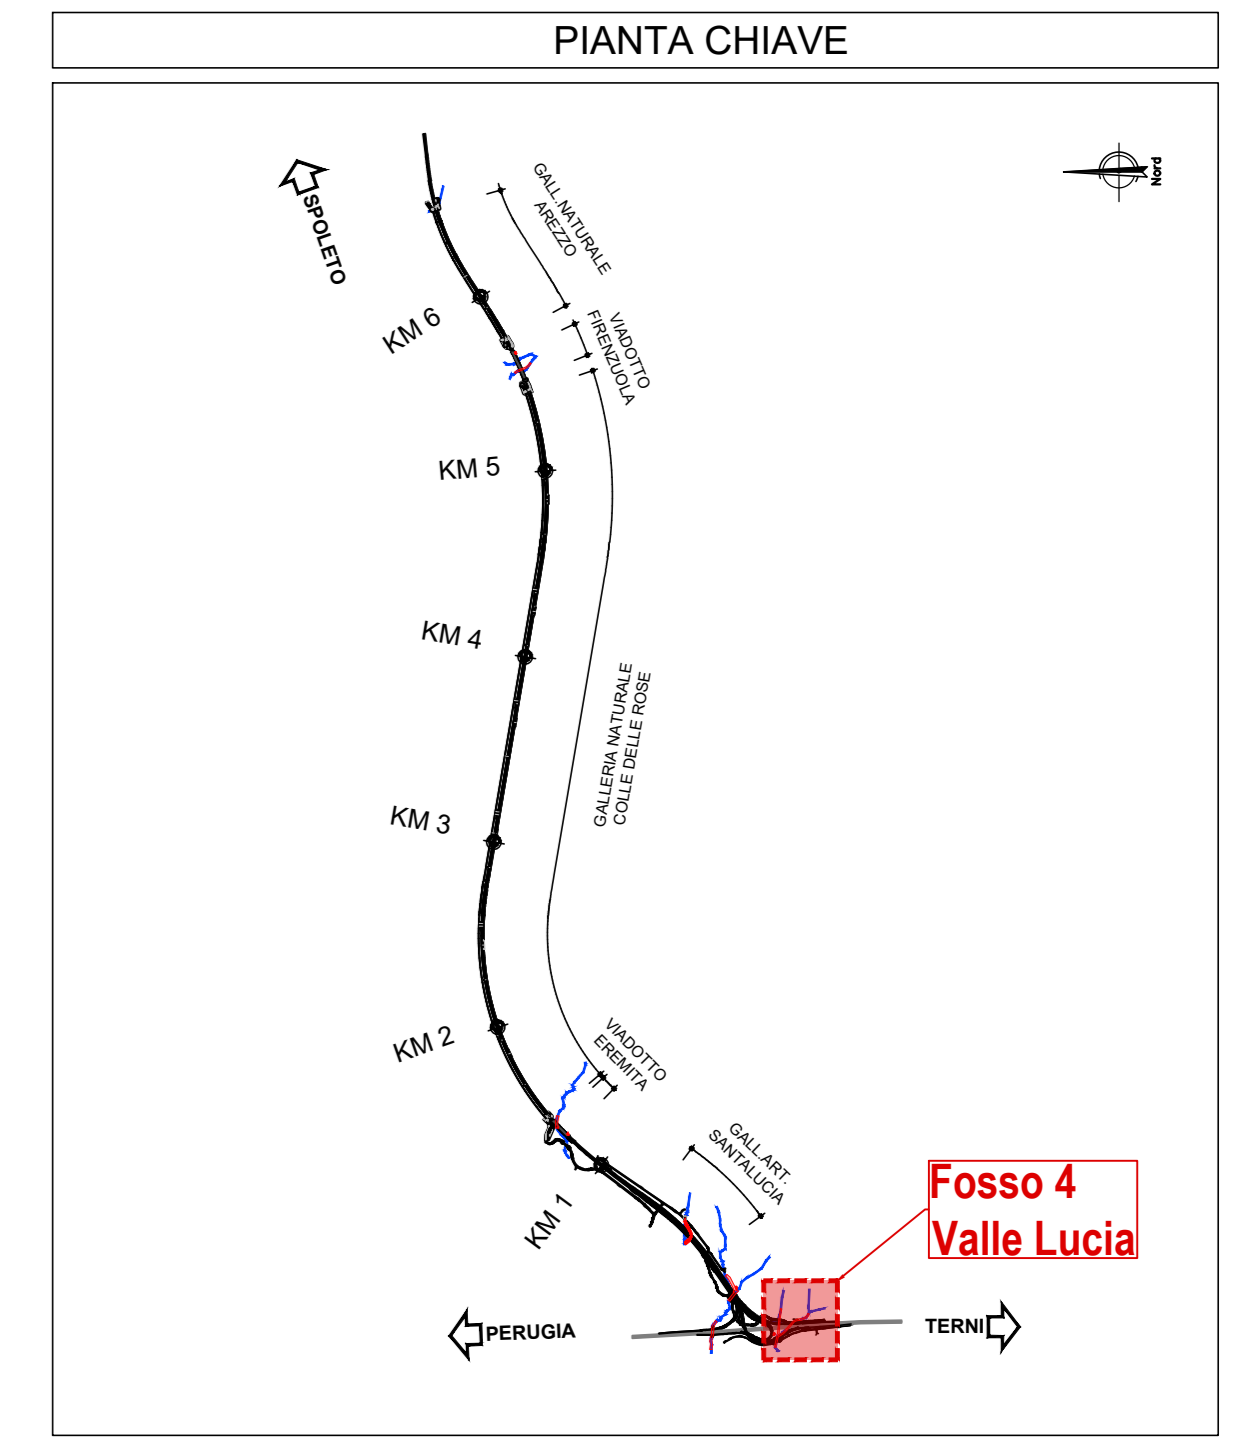 PIANTA CHIAVE
Nord
SPOLETO
GALL.NATURALE
AREZZO
KM 6
VIADOTTO
FIRENZUOLA
KM 5
KM 4
GALLERIA NATURALE
COLLE DELLE ROSE
KM 3
KM 2
VIADOTTO
EREMITA
GALL.ART.
SANTALUCIA
KM 1
Fosso 4
Valle Lucia
PERUGIA
TERNI